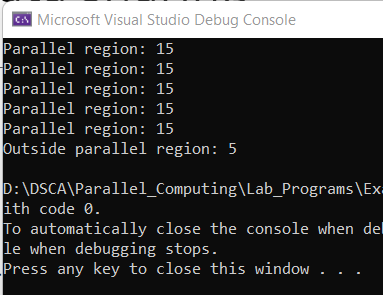 Microsoft Visual Studio Debug Console
Parallel region: 15
Parallel region: 15
Parallel region: 15
Parallel region: 15
Parallel region: 15
Outside parallel region: 5
D:\DSCA\Parallel_Computing\Lab_Programs\Exa
ith code 0.
To automatically close the console when deb
le when debugging stops.
Press any key to close this window . . .